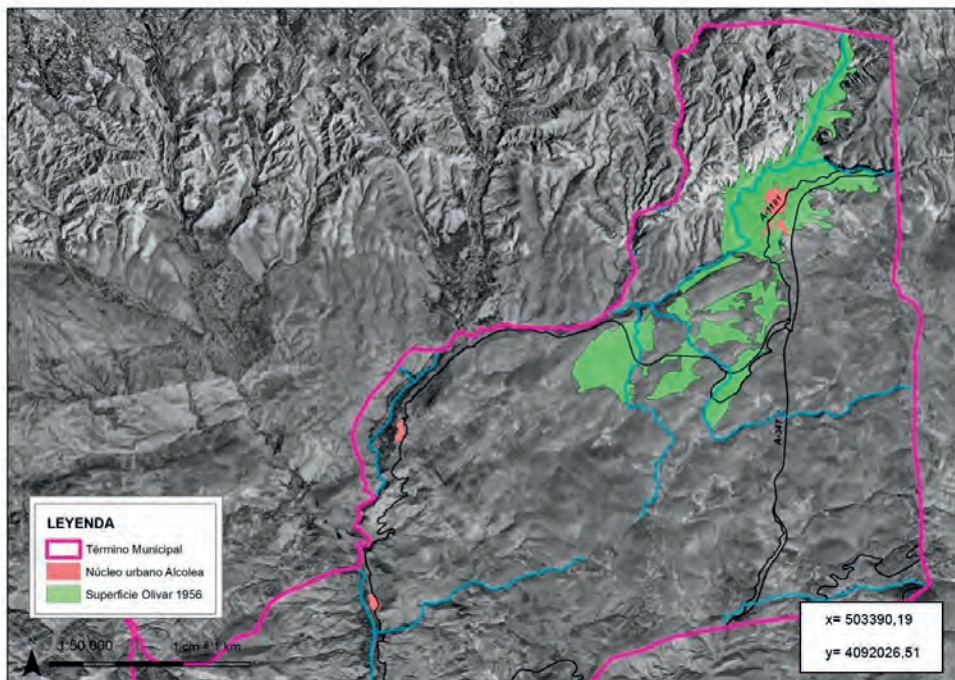 A-1181
A-347
LEYENDA
Término Municipal
Núcleo urbano Alcolea
Superficie Olivar 1956
N
1:50.000 1 cm = 1 km
x= 503390,19
y= 4092026,51